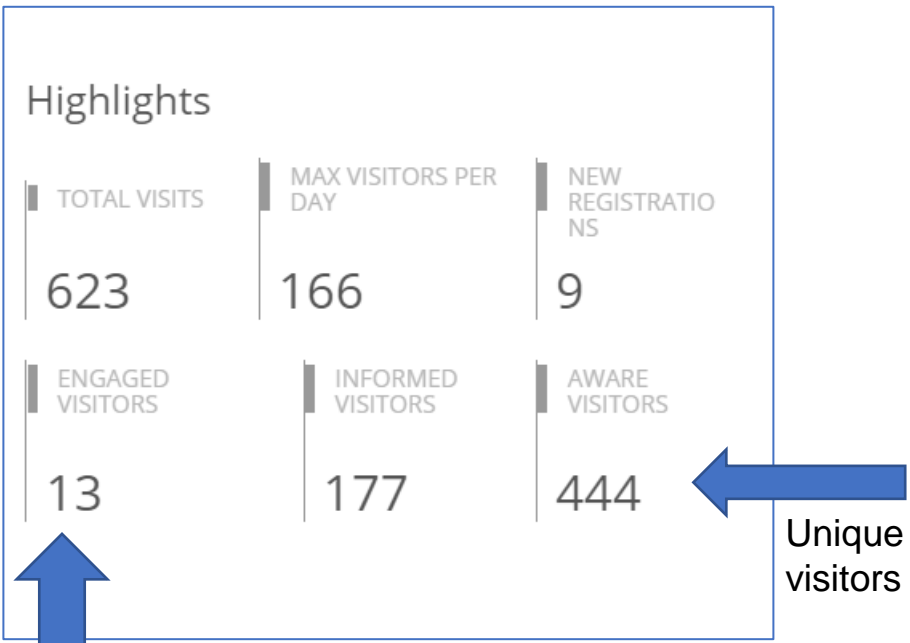 Highlights
TOTAL VISITS
MAX VISITORS PER
DAY
NEW
REGISTRATIO
NS
623
166
9
ENGAGED
VISITORS
INFORMED
VISITORS
AWARE
VISITORS
13
177
444
Unique
visitors